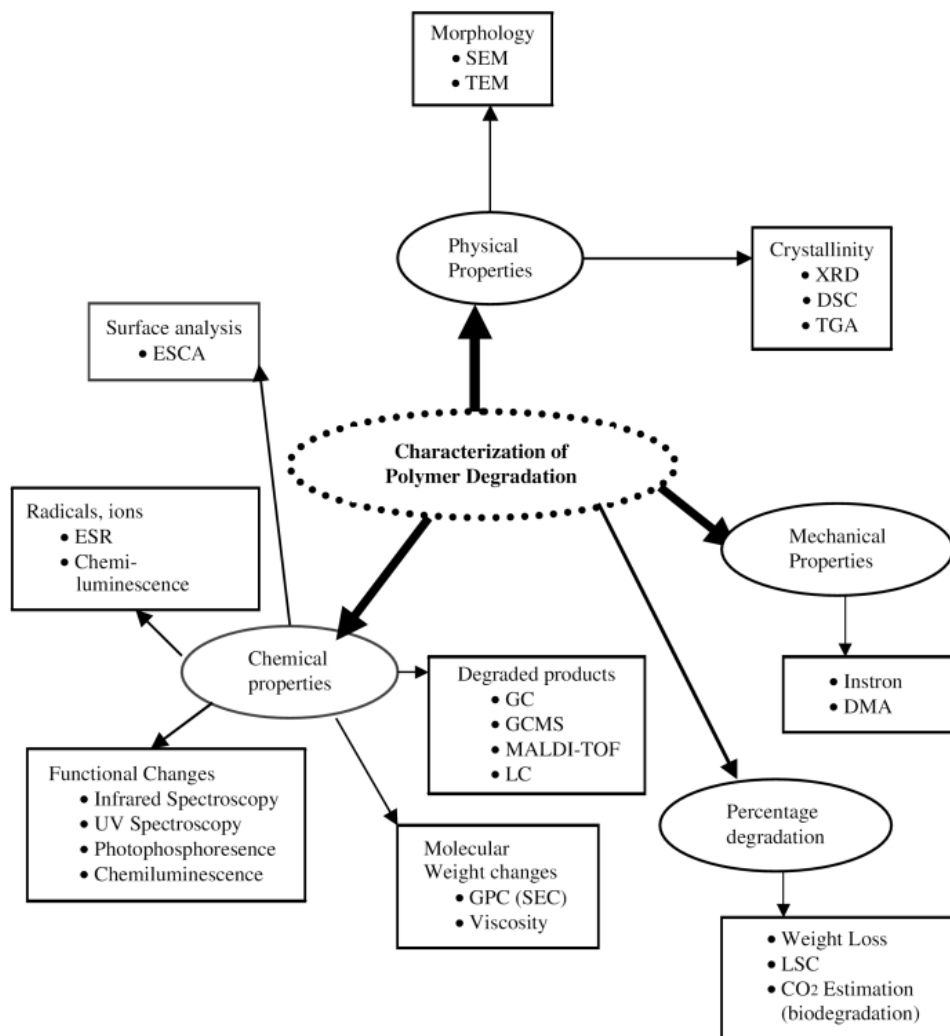 Morphology
• SEM
• TEM
Physical
Properties
Crystallinity
• XRD
• DSC
• TGA
Surface analysis
• ESCA
Characterization of
Polymer Degradation
Radicals, ions
• ESR
• Chemi-
luminescence
Mechanical
Properties
Chemical
properties
Degraded products
• GC
• GCMS
• MALDI-TOF
• LC
• Instron
• DMA
Functional Changes
• Infrared Spectroscopy
• UV Spectroscopy
• Photophosphoresence
• Chemiluminescence
Molecular
Weight changes
• GPC (SEC)
• Viscosity
Percentage
degradation
• Weight Loss
• LSC
• CO2 Estimation
(biodegradation)